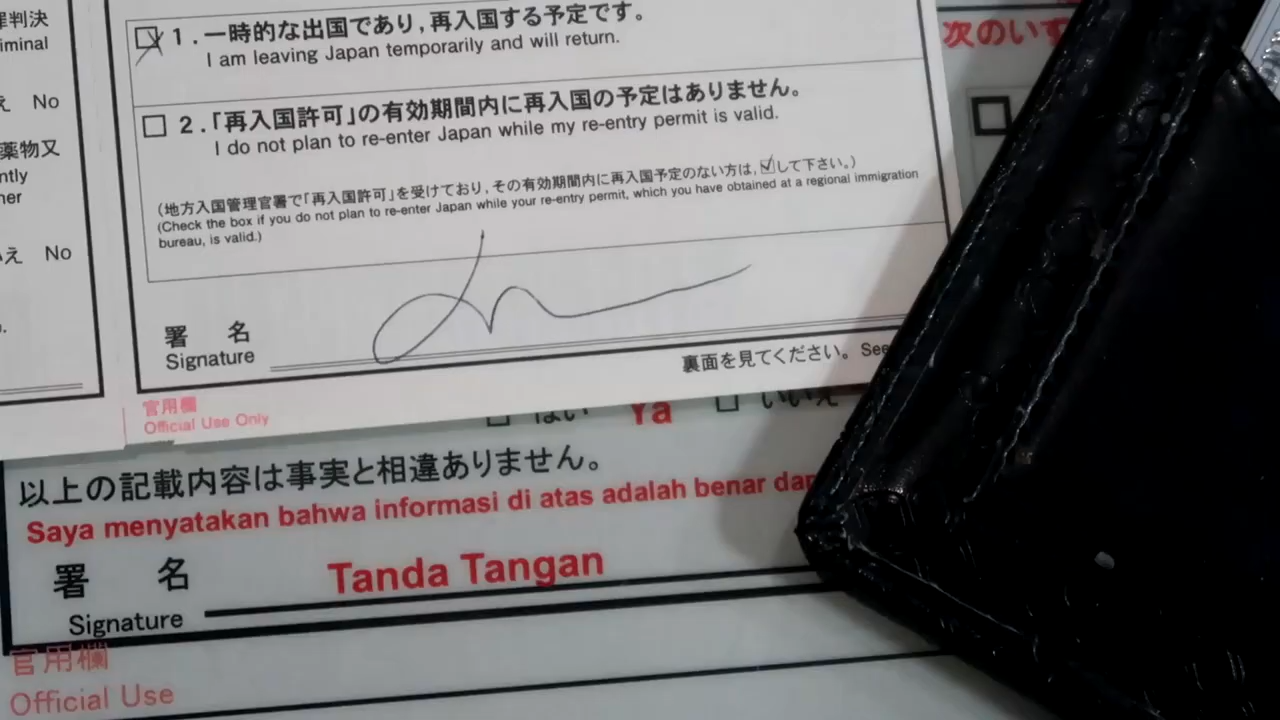 罪判決
iminal
え No
薬物又
ntly
her
いえ No
1．一時的な出国であり，再入国する予定です。
I am leaving Japan temporarily and will return.
2．「再入国許可」の有効期間内に再入国の予定はありません。
I do not plan to re-enter Japan while my re-entry permit is valid.
（地方入国管理官署で「再入国許可」を受けており，その有効期間内に再入国予定のない方は，☑して下さい。）
(Check the box if you do not plan to re-enter Japan while your re-entry permit, which you have obtained at a regional immigration
bureau, is valid.)
署 名
Signature
裏面を見てください。See
官用欄
Official Use Only
次のいず
はい Ya いいえ
以上の記載内容は事実と相違ありません。
Saya menyatakan bahwa informasi di atas adalah benar dan
署 名
Tanda Tangan
Signature
官用欄
Official Use